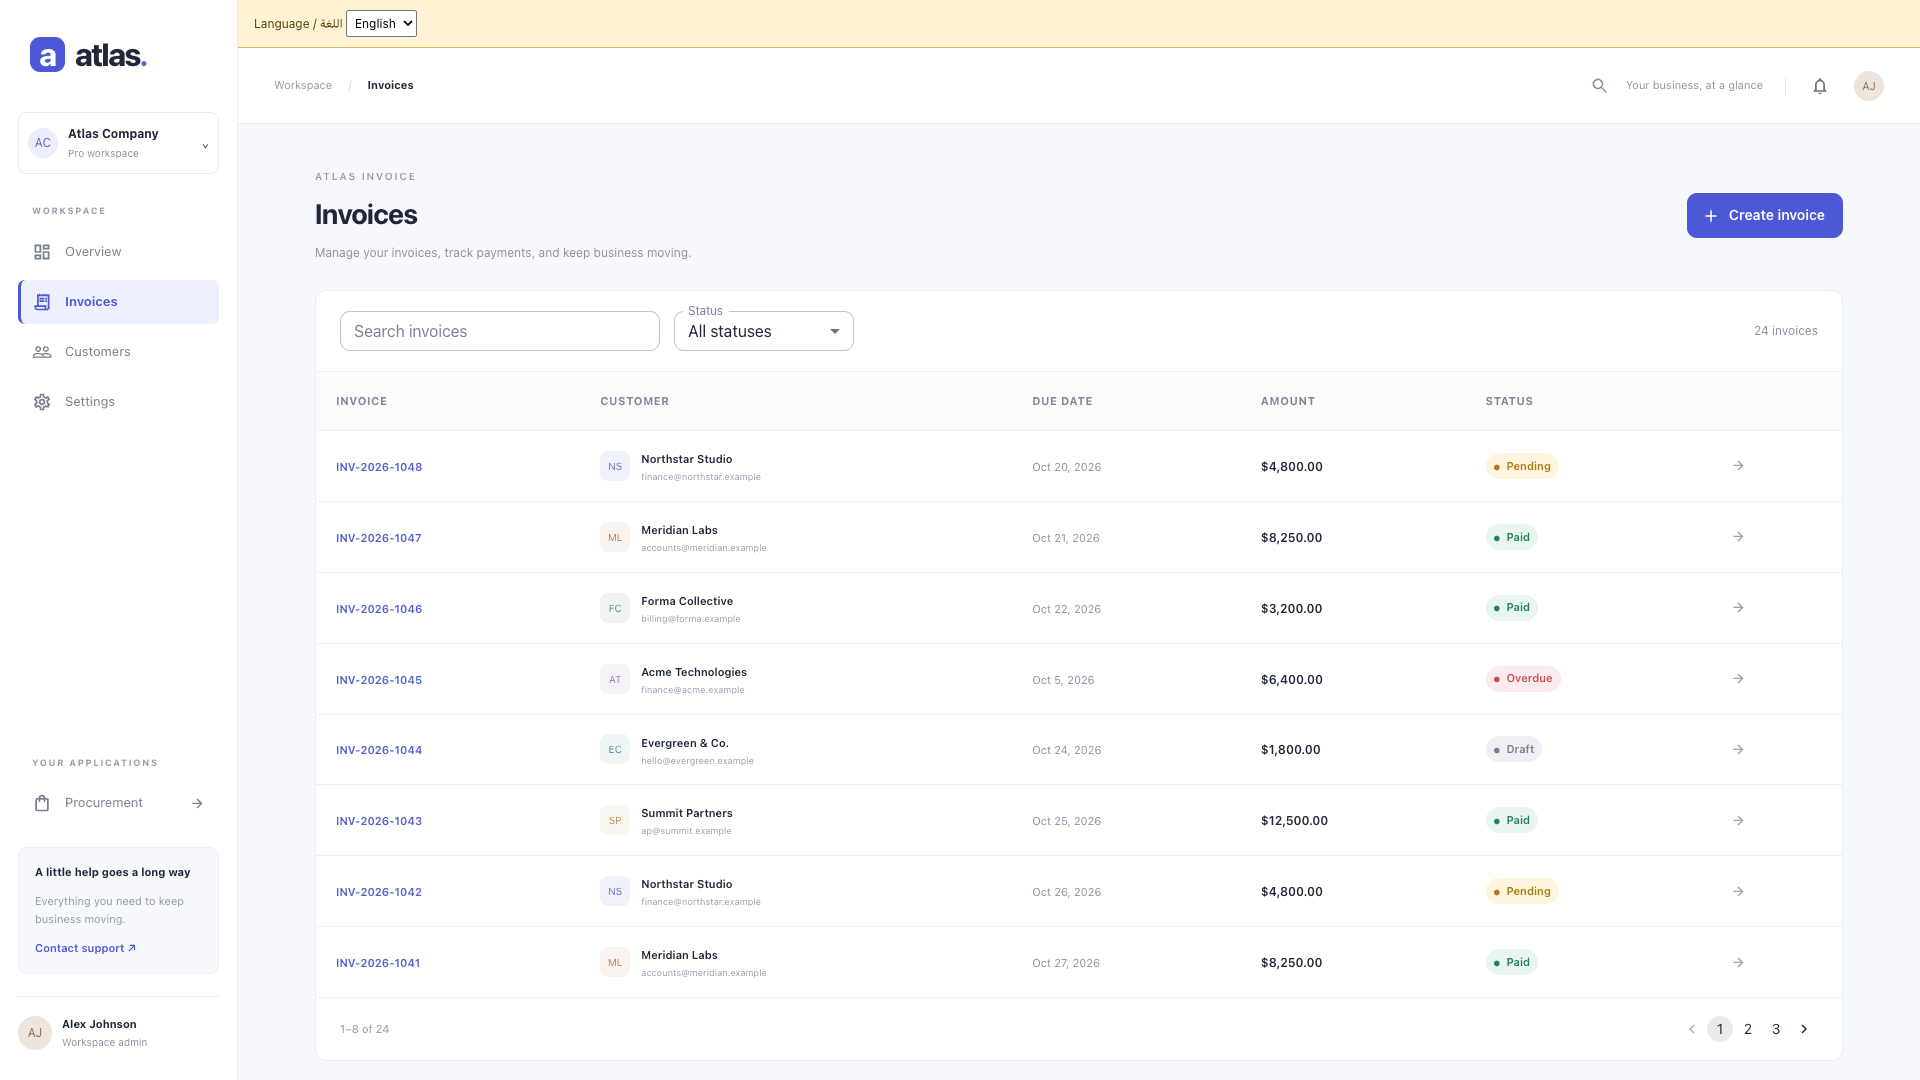 Language / اللغة English
a atlas.
AC Atlas Company
Pro workspace
WORKSPACE
Overview
Invoices
Customers
Settings
YOUR APPLICATIONS
Procurement
A little help goes a long way
Everything you need to keep
business moving.
Contact support
AJ Alex Johnson
Workspace admin
Workspace / Invoices
Your business, at a glance
AJ
ATLAS INVOICE
Invoices
Manage your invoices, track payments, and keep business moving.
+ Create invoice
Search invoices
Status
All statuses
24 invoices
INVOICE CUSTOMER DUE DATE AMOUNT STATUS
INV-2026-1048 NS Northstar Studio Oct 20, 2026 $4,800.00 Pending
finance@northstar.example
INV-2026-1047 ML Meridian Labs Oct 21, 2026 $8,250.00 Paid
accounts@meridian.example
INV-2026-1046 FC Forma Collective Oct 22, 2026 $3,200.00 Paid
billing@forma.example
INV-2026-1045 AT Acme Technologies Oct 5, 2026 $6,400.00 Overdue
finance@acme.example
INV-2026-1044 EC Evergreen & Co. Oct 24, 2026 $1,800.00 Draft
hello@evergreen.example
INV-2026-1043 SP Summit Partners Oct 25, 2026 $12,500.00 Paid
ap@summit.example
INV-2026-1042 NS Northstar Studio Oct 26, 2026 $4,800.00 Pending
finance@northstar.example
INV-2026-1041 ML Meridian Labs Oct 27, 2026 $8,250.00 Paid
accounts@meridian.example
1–8 of 24
1 2 3